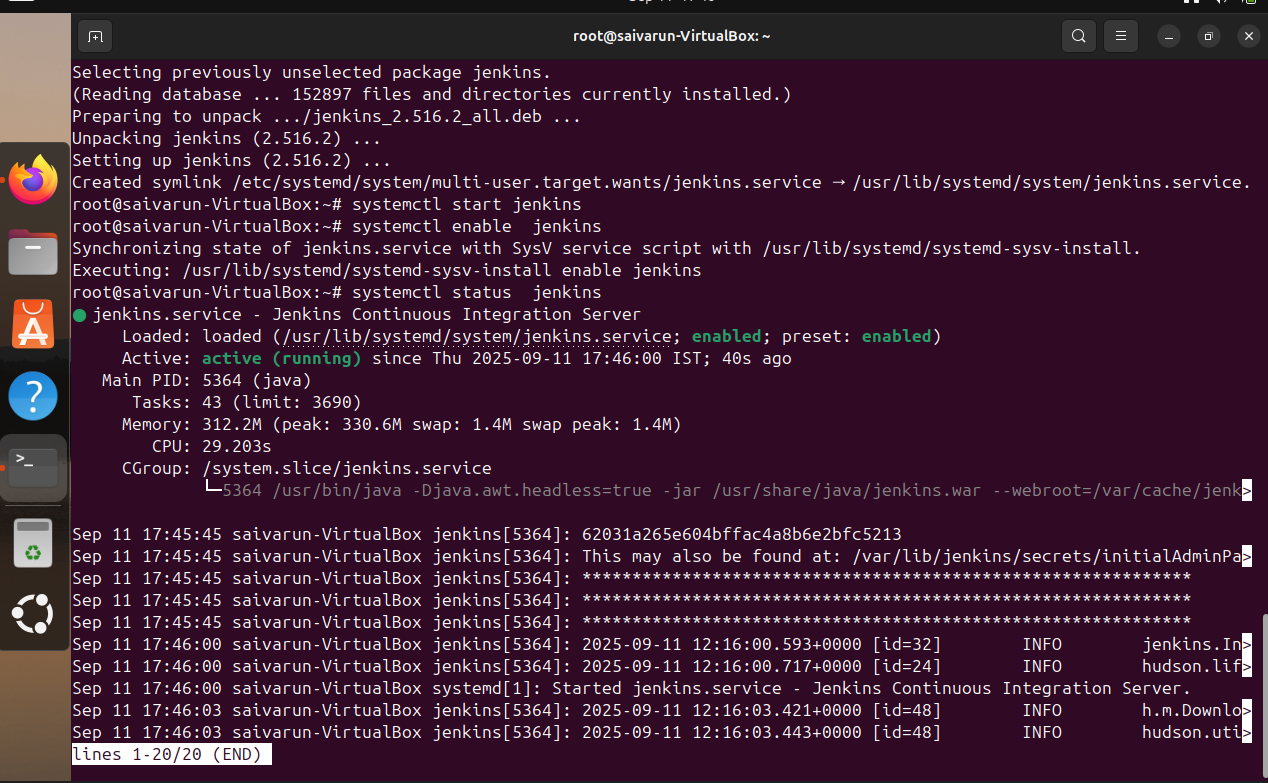 root@saivarun-VirtualBox: ~
Selecting previously unselected package jenkins.
(Reading database ... 152897 files and directories currently installed.)
Preparing to unpack .../jenkins_2.516.2_all.deb ...
Unpacking jenkins (2.516.2) ...
Setting up jenkins (2.516.2) ...
Created symlink /etc/systemd/system/multi-user.target.wants/jenkins.service → /usr/lib/systemd/system/jenkins.service.
root@saivarun-VirtualBox:~# systemctl start jenkins
root@saivarun-VirtualBox:~# systemctl enable  jenkins
Synchronizing state of jenkins.service with SysV service script with /usr/lib/systemd/systemd-sysv-install.
Executing: /usr/lib/systemd/systemd-sysv-install enable jenkins
root@saivarun-VirtualBox:~# systemctl status  jenkins
● jenkins.service - Jenkins Continuous Integration Server
     Loaded: loaded (/usr/lib/systemd/system/jenkins.service; enabled; preset: enabled)
     Active: active (running) since Thu 2025-09-11 17:46:00 IST; 40s ago
   Main PID: 5364 (java)
      Tasks: 43 (limit: 3690)
     Memory: 312.2M (peak: 330.6M swap: 1.4M swap peak: 1.4M)
        CPU: 29.203s
     CGroup: /system.slice/jenkins.service
             └─5364 /usr/bin/java -Djava.awt.headless=true -jar /usr/share/java/jenkins.war --webroot=/var/cache/jenk>
Sep 11 17:45:45 saivarun-VirtualBox jenkins[5364]: 62031a265e604bffac4a8b6e2bfc5213
Sep 11 17:45:45 saivarun-VirtualBox jenkins[5364]: This may also be found at: /var/lib/jenkins/secrets/initialAdminPa>
Sep 11 17:45:45 saivarun-VirtualBox jenkins[5364]: *************************************************************
Sep 11 17:45:45 saivarun-VirtualBox jenkins[5364]: *************************************************************
Sep 11 17:45:45 saivarun-VirtualBox jenkins[5364]: *************************************************************
Sep 11 17:46:00 saivarun-VirtualBox jenkins[5364]: 2025-09-11 12:16:00.593+0000 [id=32]        INFO        jenkins.In>
Sep 11 17:46:00 saivarun-VirtualBox jenkins[5364]: 2025-09-11 12:16:00.717+0000 [id=24]        INFO        hudson.lif>
Sep 11 17:46:00 saivarun-VirtualBox systemd[1]: Started jenkins.service - Jenkins Continuous Integration Server.
Sep 11 17:46:03 saivarun-VirtualBox jenkins[5364]: 2025-09-11 12:16:03.421+0000 [id=48]        INFO        h.m.Downlo>
Sep 11 17:46:03 saivarun-VirtualBox jenkins[5364]: 2025-09-11 12:16:03.443+0000 [id=48]        INFO        hudson.uti>
lines 1-20/20 (END)